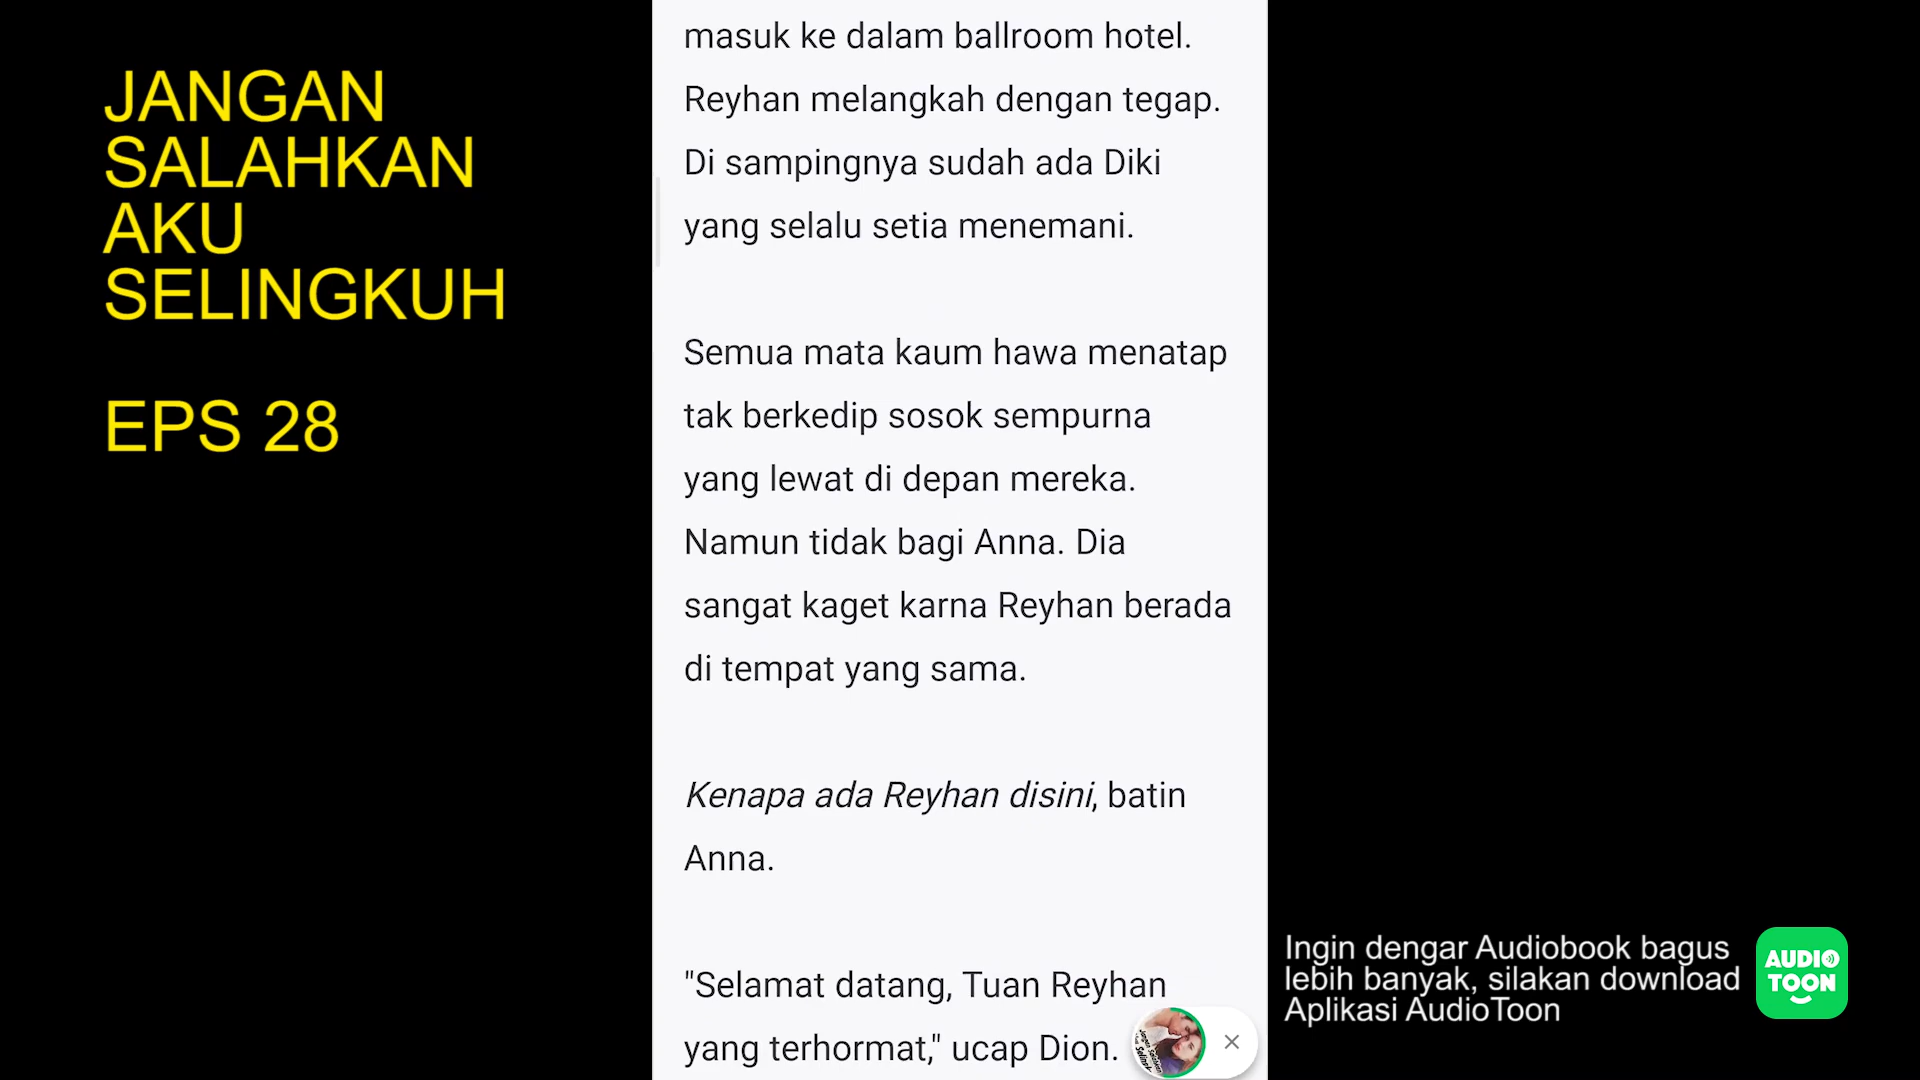 JANGAN
SALAHKAN
AKU
SELINGKUH
EPS 28
masuk ke dalam ballroom hotel.
Reyhan melangkah dengan tegap.
Di sampingnya sudah ada Diki
yang selalu setia menemani.
Semua mata kaum hawa menatap
tak berkedip sosok sempurna
yang lewat di depan mereka.
Namun tidak bagi Anna. Dia
sangat kaget karna Reyhan berada
di tempat yang sama.
Kenapa ada Reyhan disini, batin
Anna.
"Selamat datang, Tuan Reyhan
yang terhormat," ucap Dion.
Ingin dengar Audiobook bagus
lebih banyak, silakan download
Aplikasi AudioToon
AUDIO
TOON